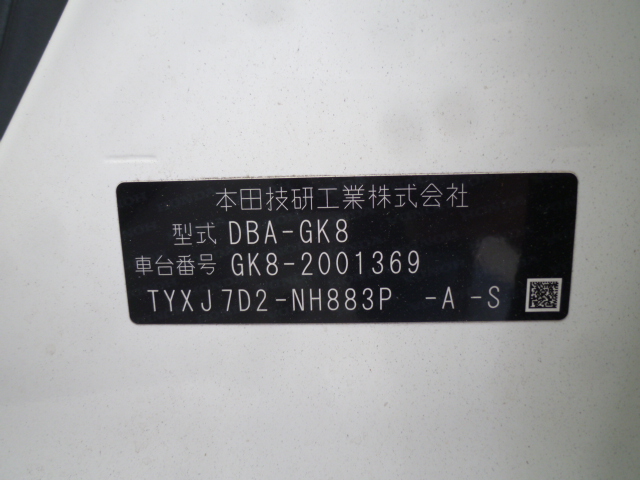 本田技研工業株式会社
型式 DBA-GK8
車台番号 GK8-2001369
TYXJ7D2-NH883P -A -S